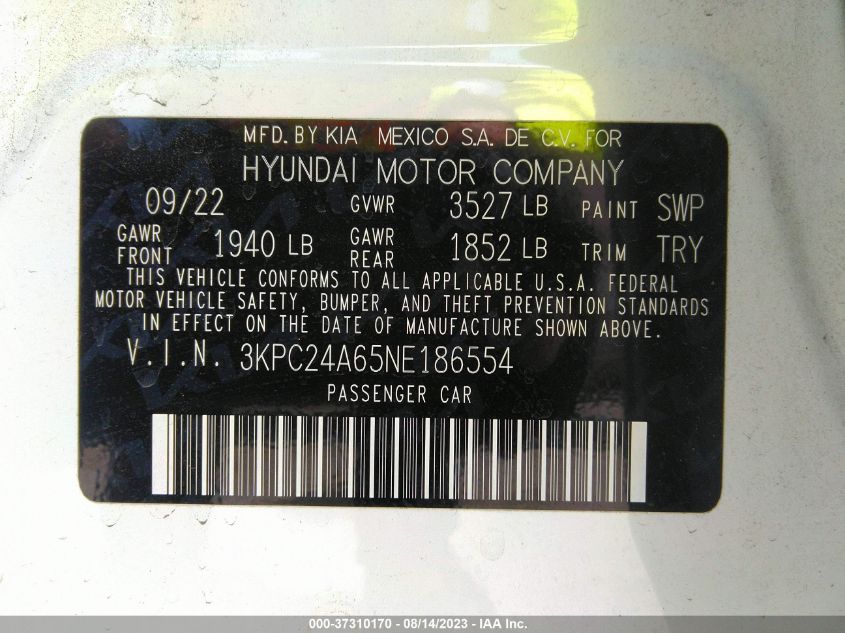 MFD. BY KIA MEXICO S.A. DE C.V. FOR
HYUNDAI MOTOR COMPANY
09/22 GVWR 3527 LB PAINT SWP
GAWR FRONT 1940 LB GAWR REAR 1852 LB TRIM TRY
THIS VEHICLE CONFORMS TO ALL APPLICABLE U.S.A. FEDERAL
MOTOR VEHICLE SAFETY, BUMPER, AND THEFT PREVENTION STANDARDS
IN EFFECT ON THE DATE OF MANUFACTURE SHOWN ABOVE.
V.I.N. 3KPC24A65NE186554
PASSENGER CAR
000-37310170 - 08/14/2023 - IAA Inc.